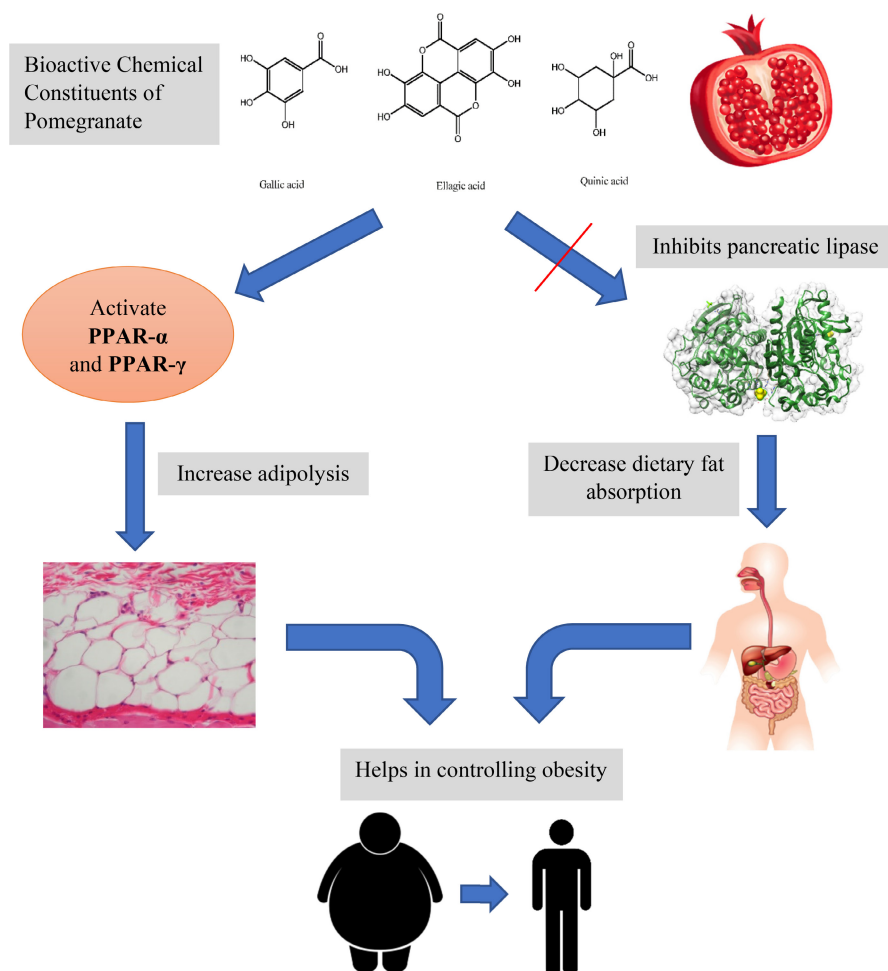 Bioactive Chemical
Constituents of
Pomegranate
HO
O
OH
HO
OH
Gallic acid
O
OH
O
OH
HO
HO
O
O
Ellagic acid
OH
O
HO
OH
HO
OH
Quinic acid
Inhibits pancreatic lipase
Activate
PPAR-α
and PPAR-γ
Increase adipolysis
Decrease dietary fat
absorption
Helps in controlling obesity